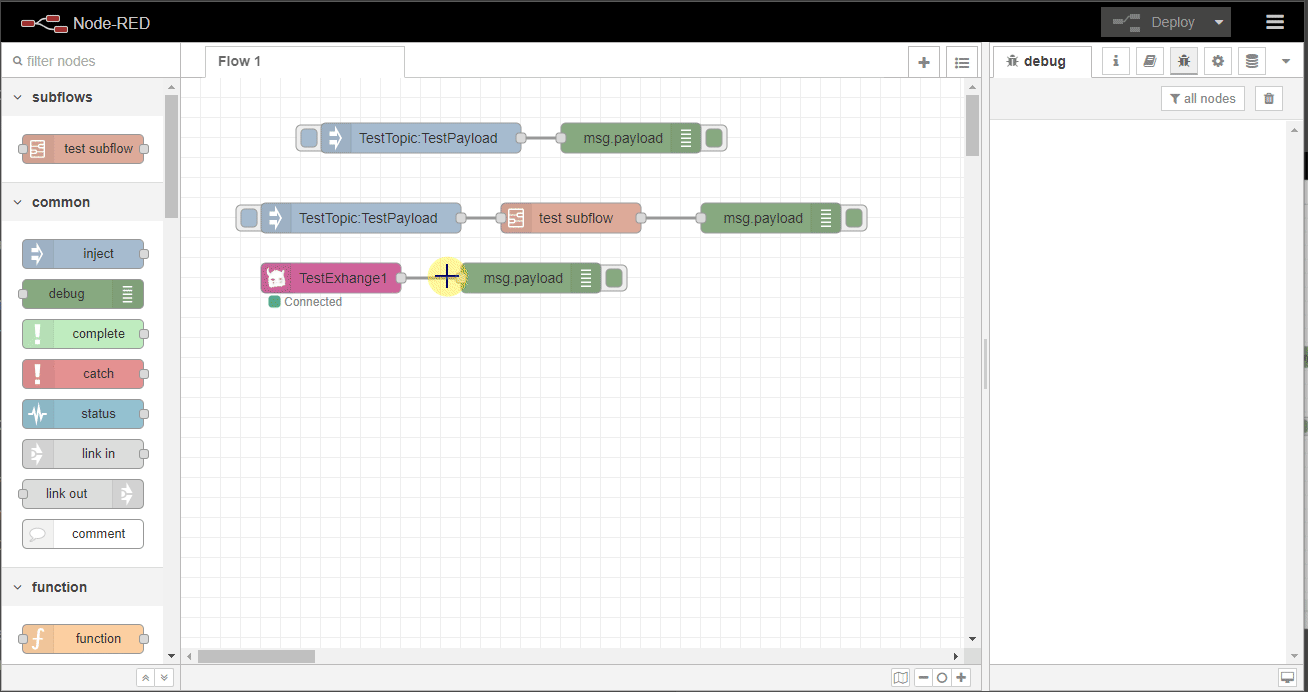 Node-RED
Deploy
filter nodes
Flow 1
debug
subflows
all nodes
TestTopic:TestPayload
msg.payload
test subflow
common
TestTopic:TestPayload
test subflow
msg.payload
inject
TestExhange1
msg.payload
debug
Connected
complete
catch
status
link in
link out
comment
function
function